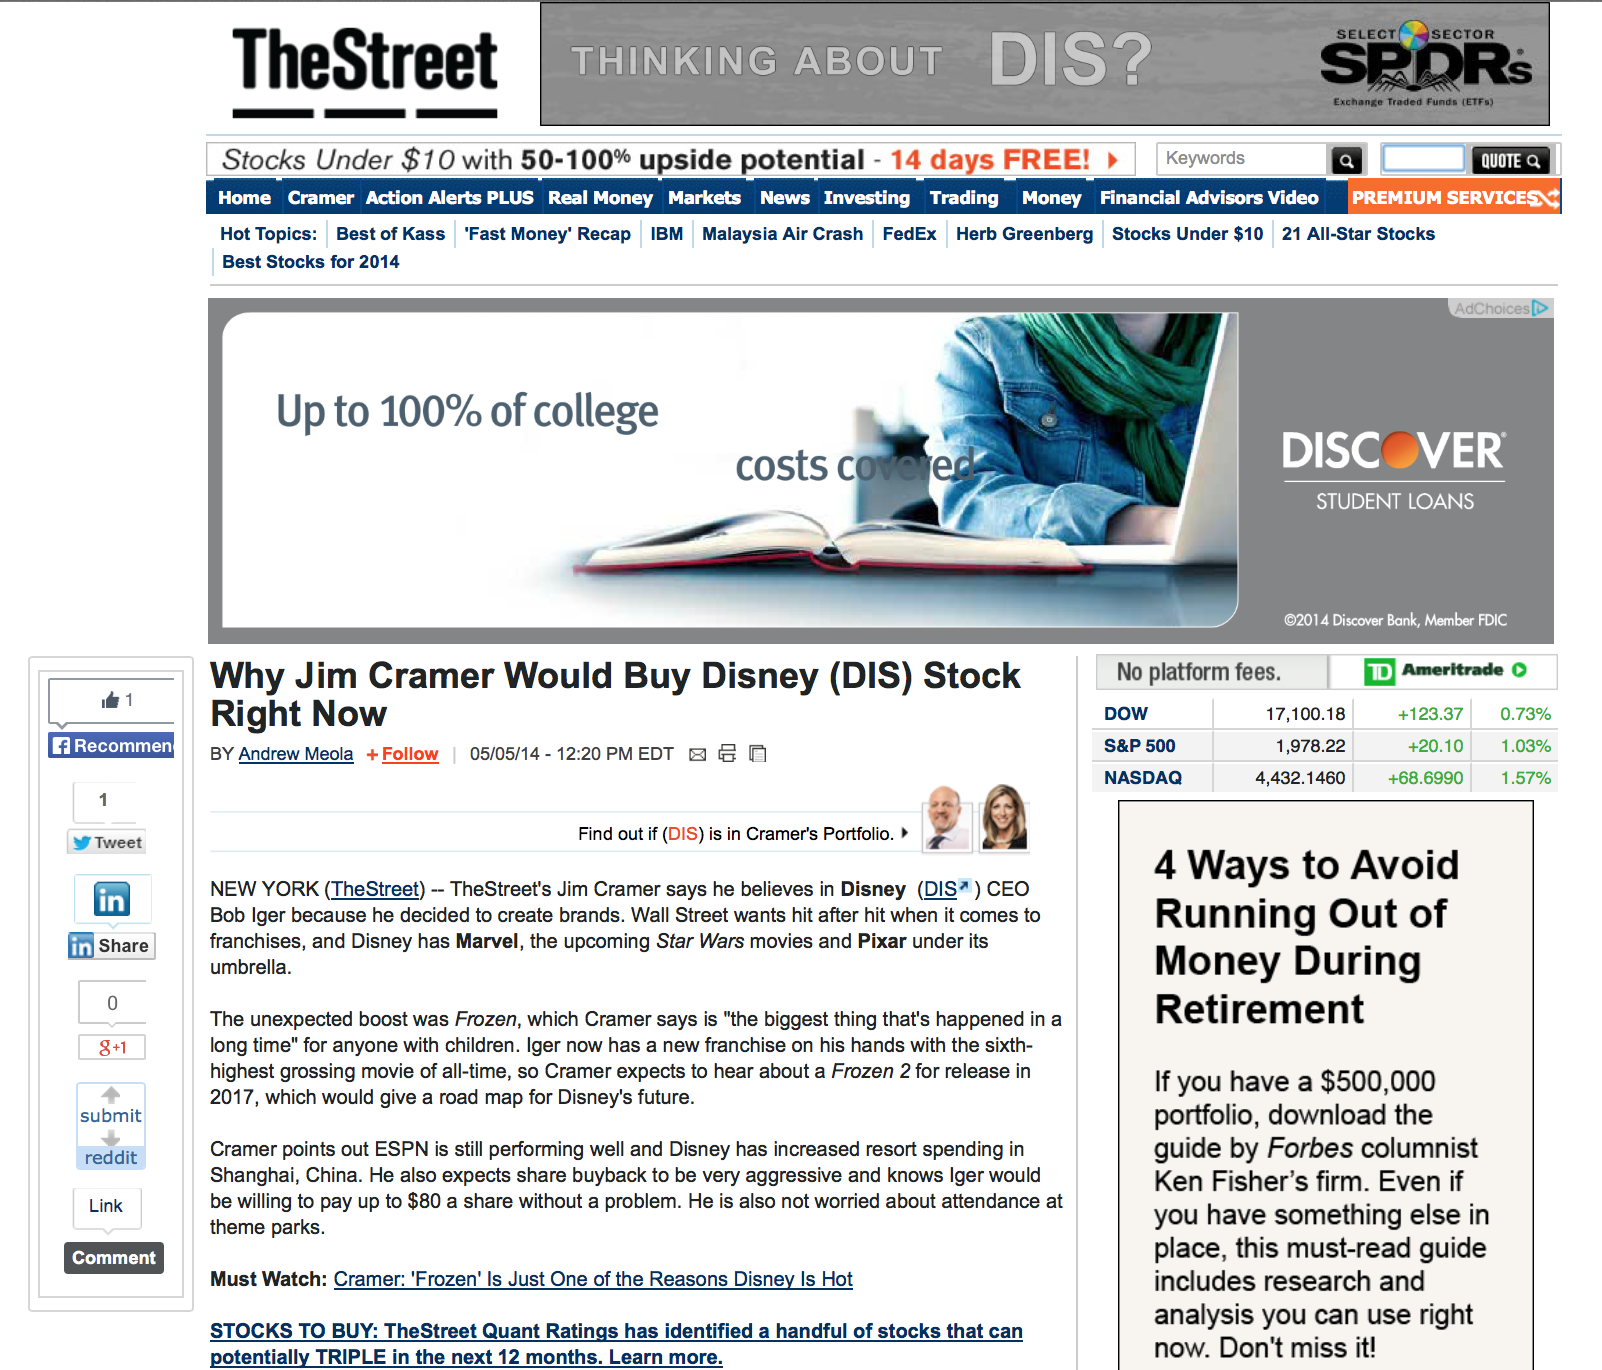 TheStreet
THINKING ABOUT DIS?
SELECT SECTOR
SPDRs
Exchange Traded Funds (ETFs)
Stocks Under $10 with 50-100% upside potential - 14 days FREE!
Keywords
QUOTE
Home Cramer Action Alerts PLUS Real Money Markets News Investing Trading Money Financial Advisors Video PREMIUM SERVICES
Hot Topics: Best of Kass 'Fast Money' Recap IBM Malaysia Air Crash FedEx Herb Greenberg Stocks Under $10 21 All-Star Stocks
Best Stocks for 2014
AdChoices
Up to 100% of college
costs covered
DISCOVER
STUDENT LOANS
©2014 Discover Bank, Member FDIC
1
Recommen
1
Tweet
in
in Share
0
g+1
submit
reddit
Link
Comment
Why Jim Cramer Would Buy Disney (DIS) Stock
Right Now
BY Andrew Meola + Follow | 05/05/14 - 12:20 PM EDT
Find out if (DIS) is in Cramer's Portfolio.
NEW YORK (TheStreet) -- TheStreet's Jim Cramer says he believes in Disney (DIS) CEO
Bob Iger because he decided to create brands. Wall Street wants hit after hit when it comes to
franchises, and Disney has Marvel, the upcoming Star Wars movies and Pixar under its
umbrella.
The unexpected boost was Frozen, which Cramer says is "the biggest thing that's happened in a
long time" for anyone with children. Iger now has a new franchise on his hands with the sixth-
highest grossing movie of all-time, so Cramer expects to hear about a Frozen 2 for release in
2017, which would give a road map for Disney's future.
Cramer points out ESPN is still performing well and Disney has increased resort spending in
Shanghai, China. He also expects share buyback to be very aggressive and knows Iger would
be willing to pay up to $80 a share without a problem. He is also not worried about attendance at
theme parks.
Must Watch: Cramer: 'Frozen' Is Just One of the Reasons Disney Is Hot
STOCKS TO BUY: TheStreet Quant Ratings has identified a handful of stocks that can
potentially TRIPLE in the next 12 months. Learn more.
No platform fees. TD Ameritrade
DOW 17,100.18 +123.37 0.73%
S&P 500 1,978.22 +20.10 1.03%
NASDAQ 4,432.1460 +68.6990 1.57%
4 Ways to Avoid
Running Out of
Money During
Retirement
If you have a $500,000
portfolio, download the
guide by Forbes columnist
Ken Fisher’s firm. Even if
you have something else in
place, this must-read guide
includes research and
analysis you can use right
now. Don't miss it!